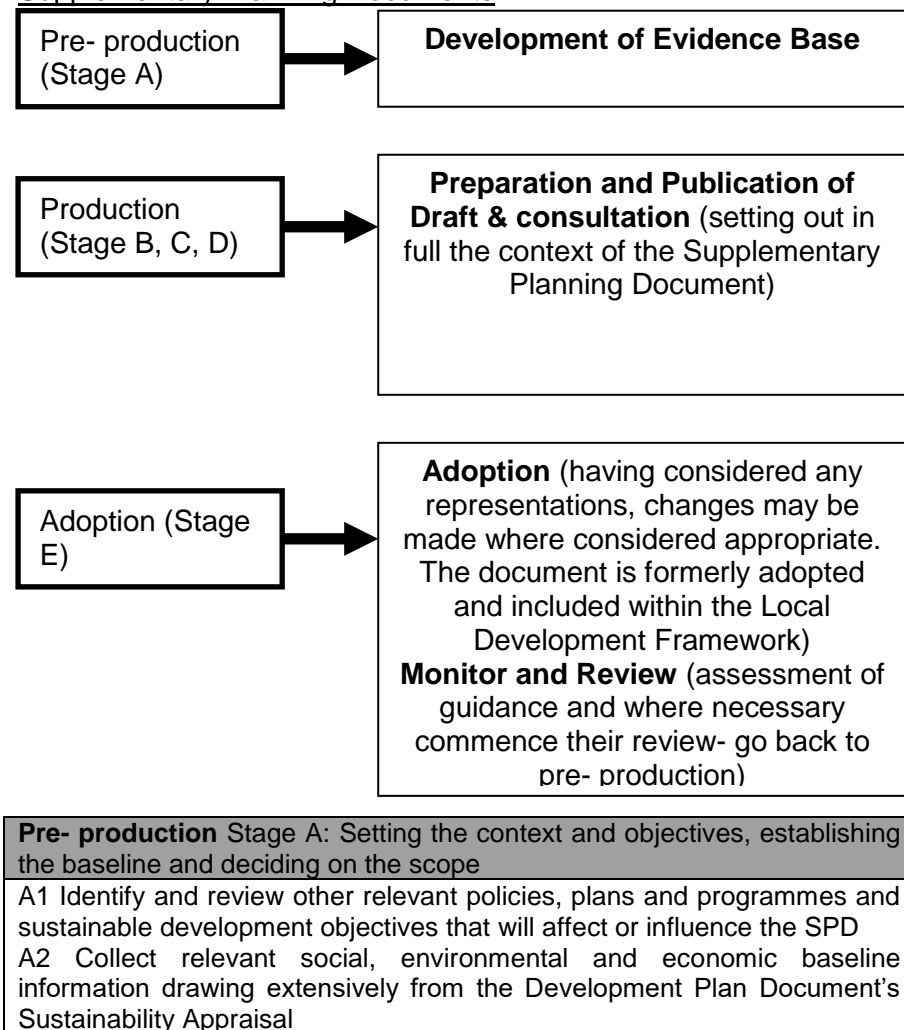 Pre- production
(Stage A)
Development of Evidence Base
Production
(Stage B, C, D)
Preparation and Publication of
Draft & consultation (setting out in
full the context of the Supplementary
Planning Document)
Adoption (Stage
E)
Adoption (having considered any
representations, changes may be
made where considered appropriate.
The document is formerly adopted
and included within the Local
Development Framework)
Monitor and Review (assessment of
guidance and where necessary
commence their review- go back to
pre- production)
Pre- production Stage A: Setting the context and objectives, establishing
the baseline and deciding on the scope
A1 Identify and review other relevant policies, plans and programmes and
sustainable development objectives that will affect or influence the SPD
A2 Collect relevant social, environmental and economic baseline
information drawing extensively from the Development Plan Document's
Sustainability Appraisal